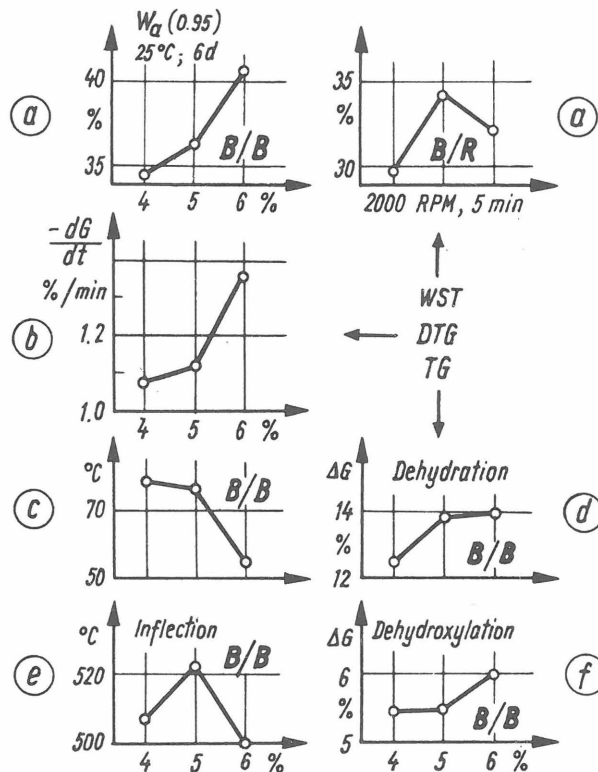 Wa (0.95)
25°C; 6d
40
%
35
a
B/B
4 5 6 %
35
%
30
a
B/R
2000 RPM, 5 min
-dG
dt
%/min
1.2
1.0
b
4 5 6 %
WST
DTG
TG
°C
70
50
c
B/B
ΔG
Dehydration
14
%
12
d
B/B
°C
Inflection
520
500
e
B/B
4 5 6 %
ΔG
Dehydroxylation
6
%
5
f
B/B
4 5 6 %